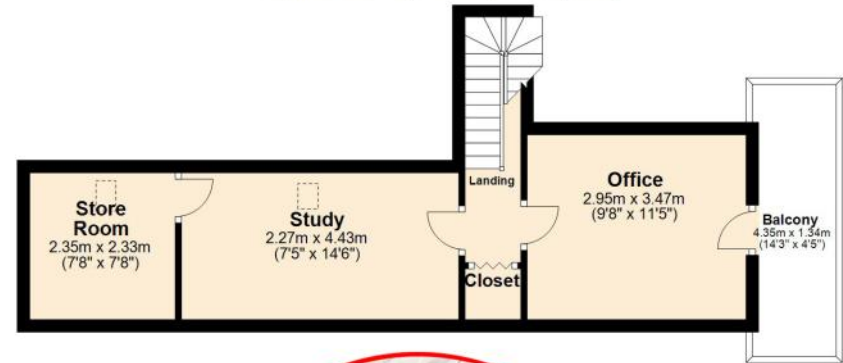 Landing
Office
2.95m x 3.47m
(9'8" x 11'5")
Store
Room
2.35m x 2.33m
(7'8" x 7'8")
Study
2.27m x 4.43m
(7'5" x 14'6")
Balcony
4.35m x 1.34m
(14'3" x 4'5")
Closet